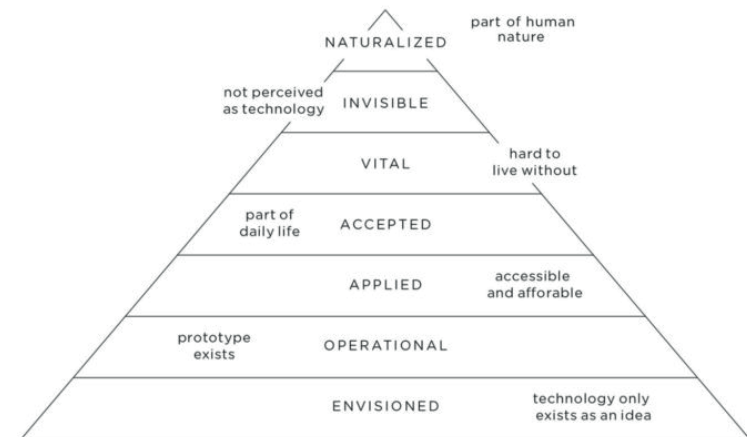 NATURALIZED
part of human
nature
not perceived
as technology
INVISIBLE
VITAL
hard to
live without
part of
daily life
ACCEPTED
APPLIED
accessible
and afforable
prototype
exists
OPERATIONAL
ENVISIONED
technology only
exists as an idea